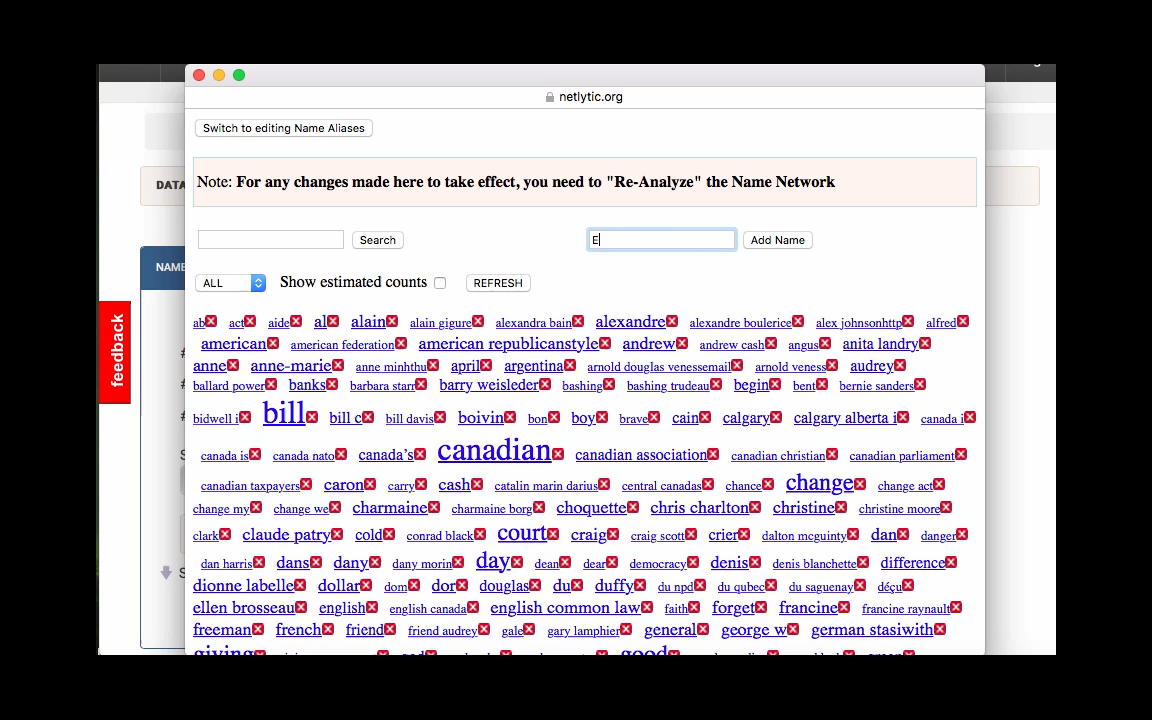 netlytic.org
Switch to editing Name Aliases
DATA
Note: For any changes made here to take effect, you need to "Re-Analyze" the Name Network
E
Search
Add Name
NAME
ALL
Show estimated counts
REFRESH
feedback
ab act aide al alain alain gigure alexandra bain alexandre alexandre boulerice alex johnsonhttp alfred
american american federation american republicanstyle andrew andrew cash angus anita landry
anne anne-marie anne minhthu april argentina arnold douglas venessemail arnold veness audrey
ballard power banks barbara starr barry weisleder bashing bashing trudeau begin bent bernie sanders
bidwell i bill bill c bill davis boivin bon boy brave cain calgary calgary alberta i canada i
canada is canada nato canada's canadian canadian association canadian christian canadian parliament
canadian taxpayers caron carry cash catalin marin darius central canadas chance change change act
change my change we charmaine charmaine borg choquette chris charlton christine christine moore
clark claude patry cold conrad black court craig craig scott crier dalton mcguinty dan danger
dan harris dans dany dany morin day dean dear democracy denis denis blanchette difference
dionne labelle dollar dom dor douglas du duffy du npd du qubec du saguenay déçu
ellen brosseau english english canada english common law faith forget francine francine raynault
freeman french friend friend audrey gale gary lamphier general george w german stasiwith
giving good